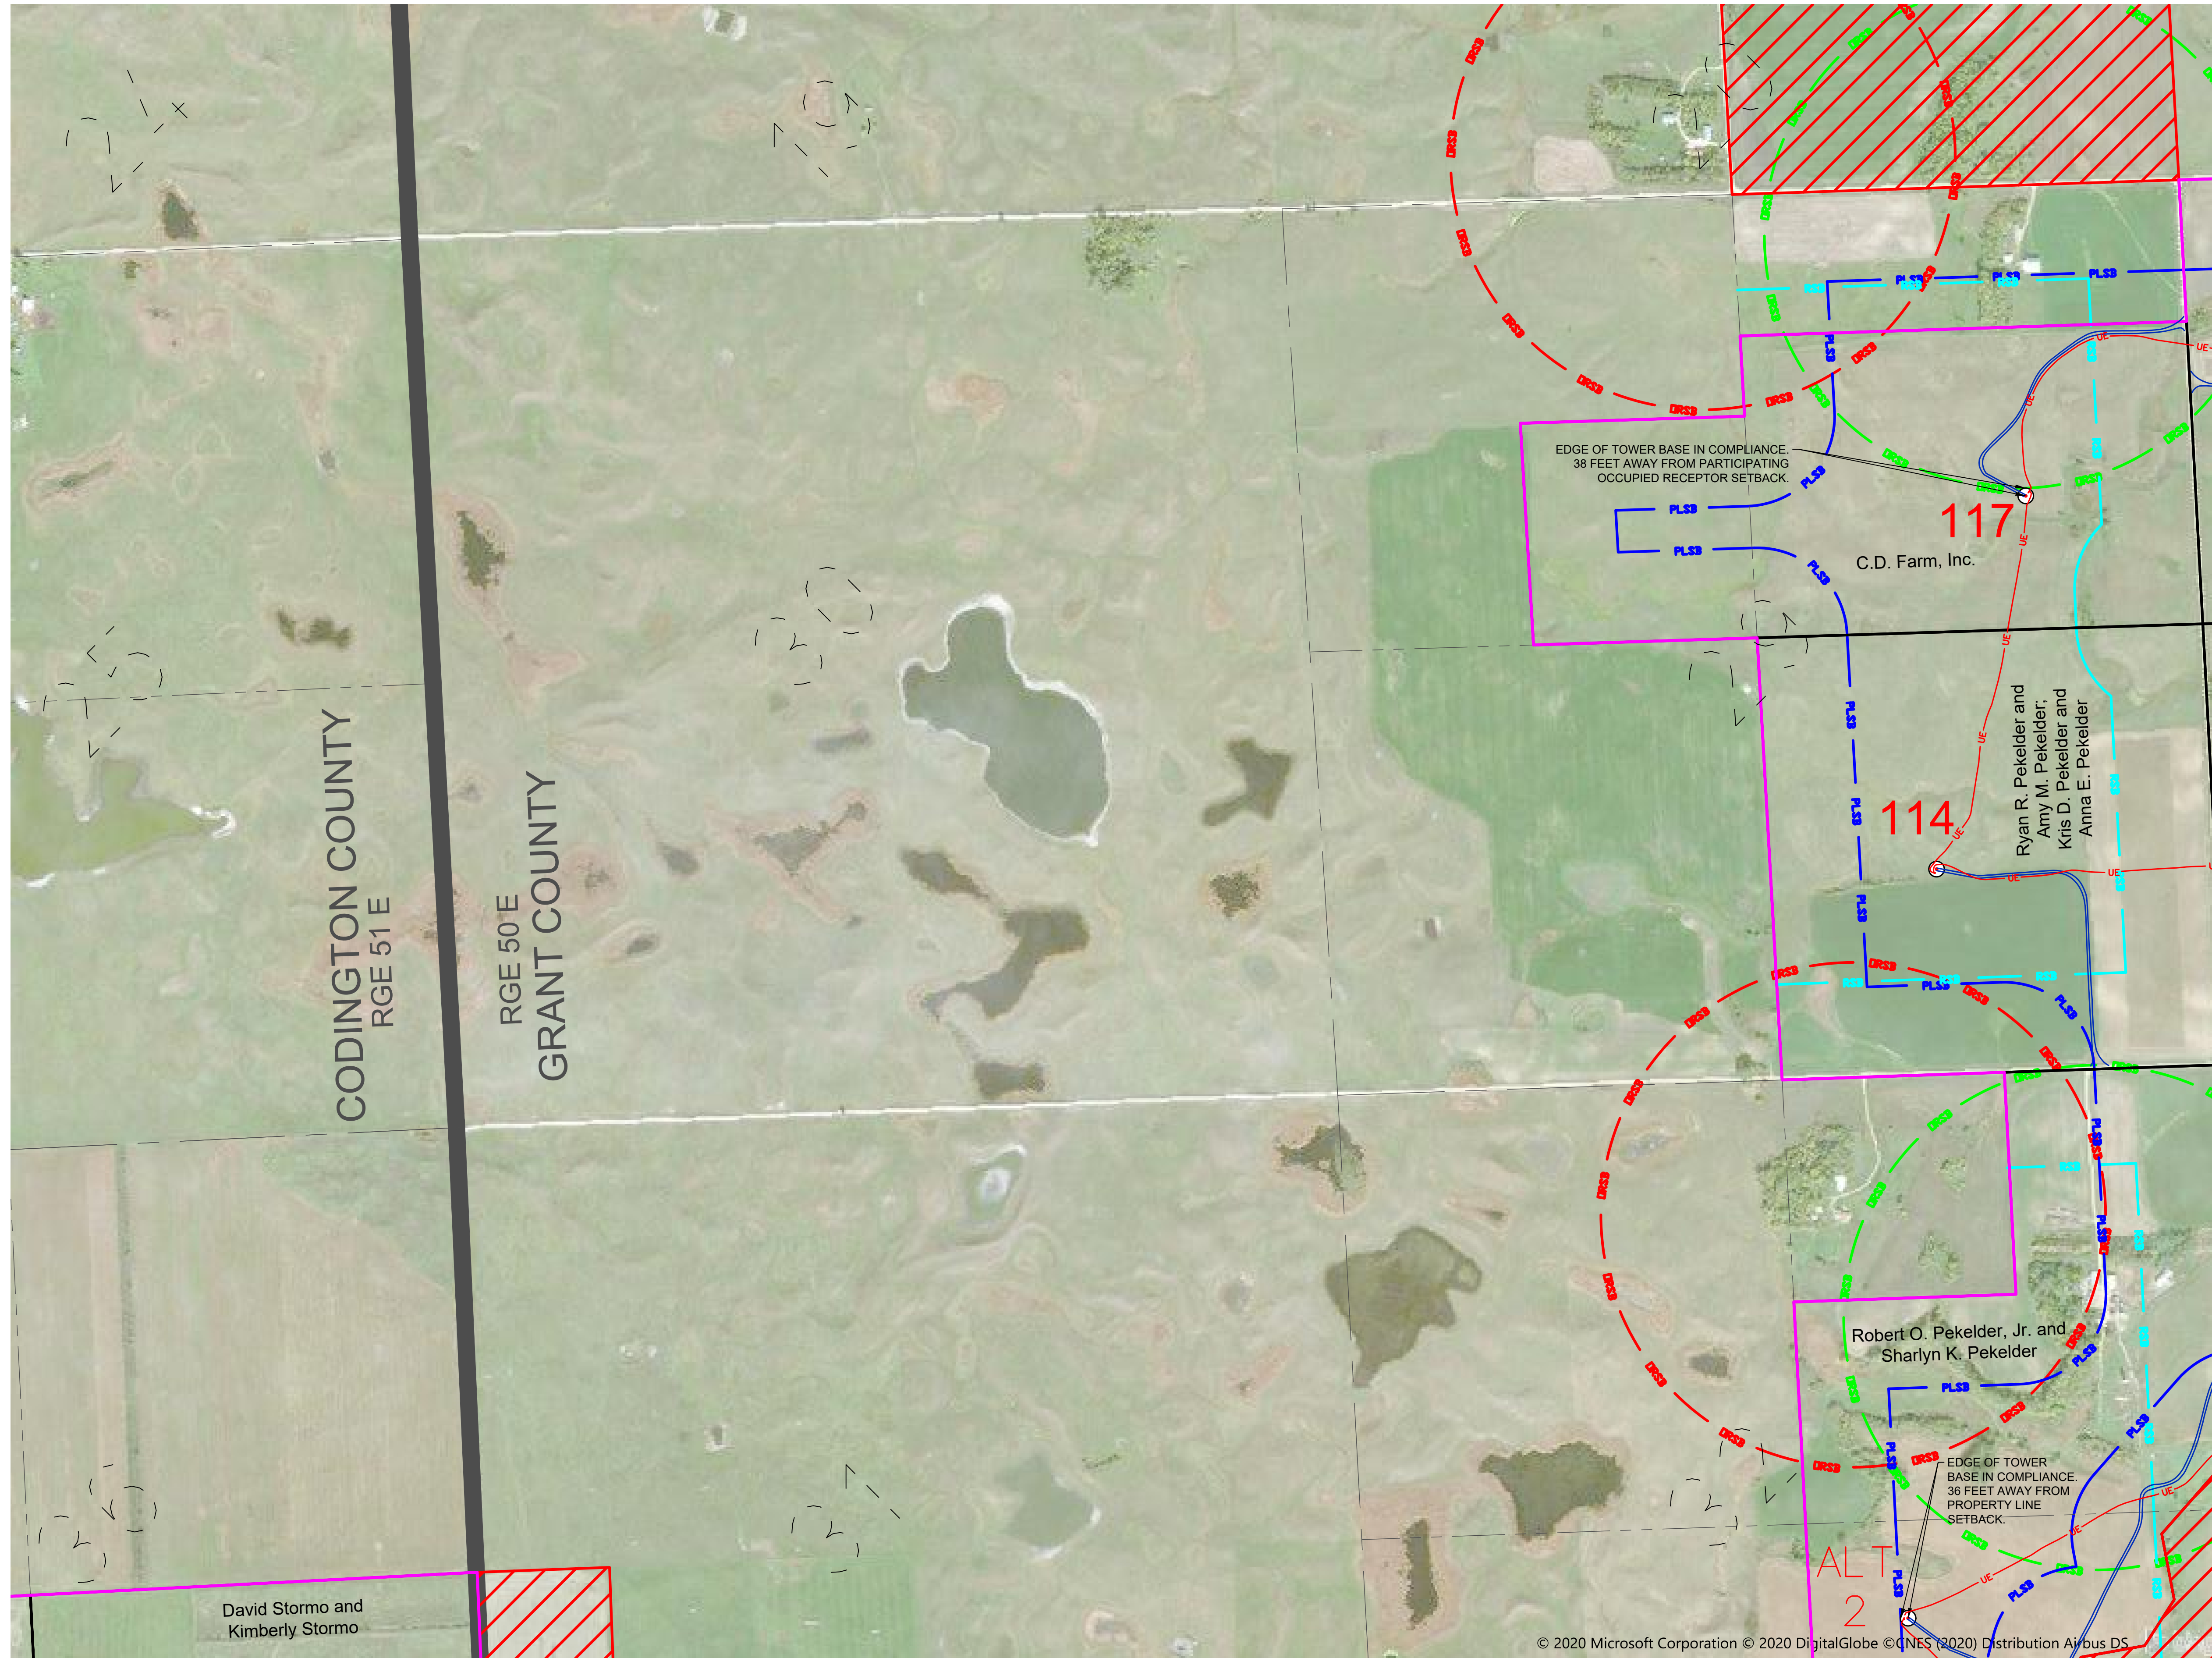 EDGE OF TOWER BASE IN COMPLIANCE.
38 FEET AWAY FROM PARTICIPATING
OCCUPIED RECEPTOR SETBACK.
117
C.D. Farm, Inc.
CODINGTON COUNTY
RGE 51 E
RGE 50 E
GRANT COUNTY
114
Ryan R. Pekelder and
Amy M. Pekelder;
Kris D. Pekelder and
Anna E. Pekelder
Robert O. Pekelder, Jr. and
Sharlyn K. Pekelder
EDGE OF TOWER
BASE IN COMPLIANCE.
36 FEET AWAY FROM
PROPERTY LINE
SETBACK.
ALT
2
David Stormo and
Kimberly Stormo
DRSB
PLSB
RSB
UE
© 2020 Microsoft Corporation © 2020 DigitalGlobe ©CNES (2020) Distribution Airbus DS